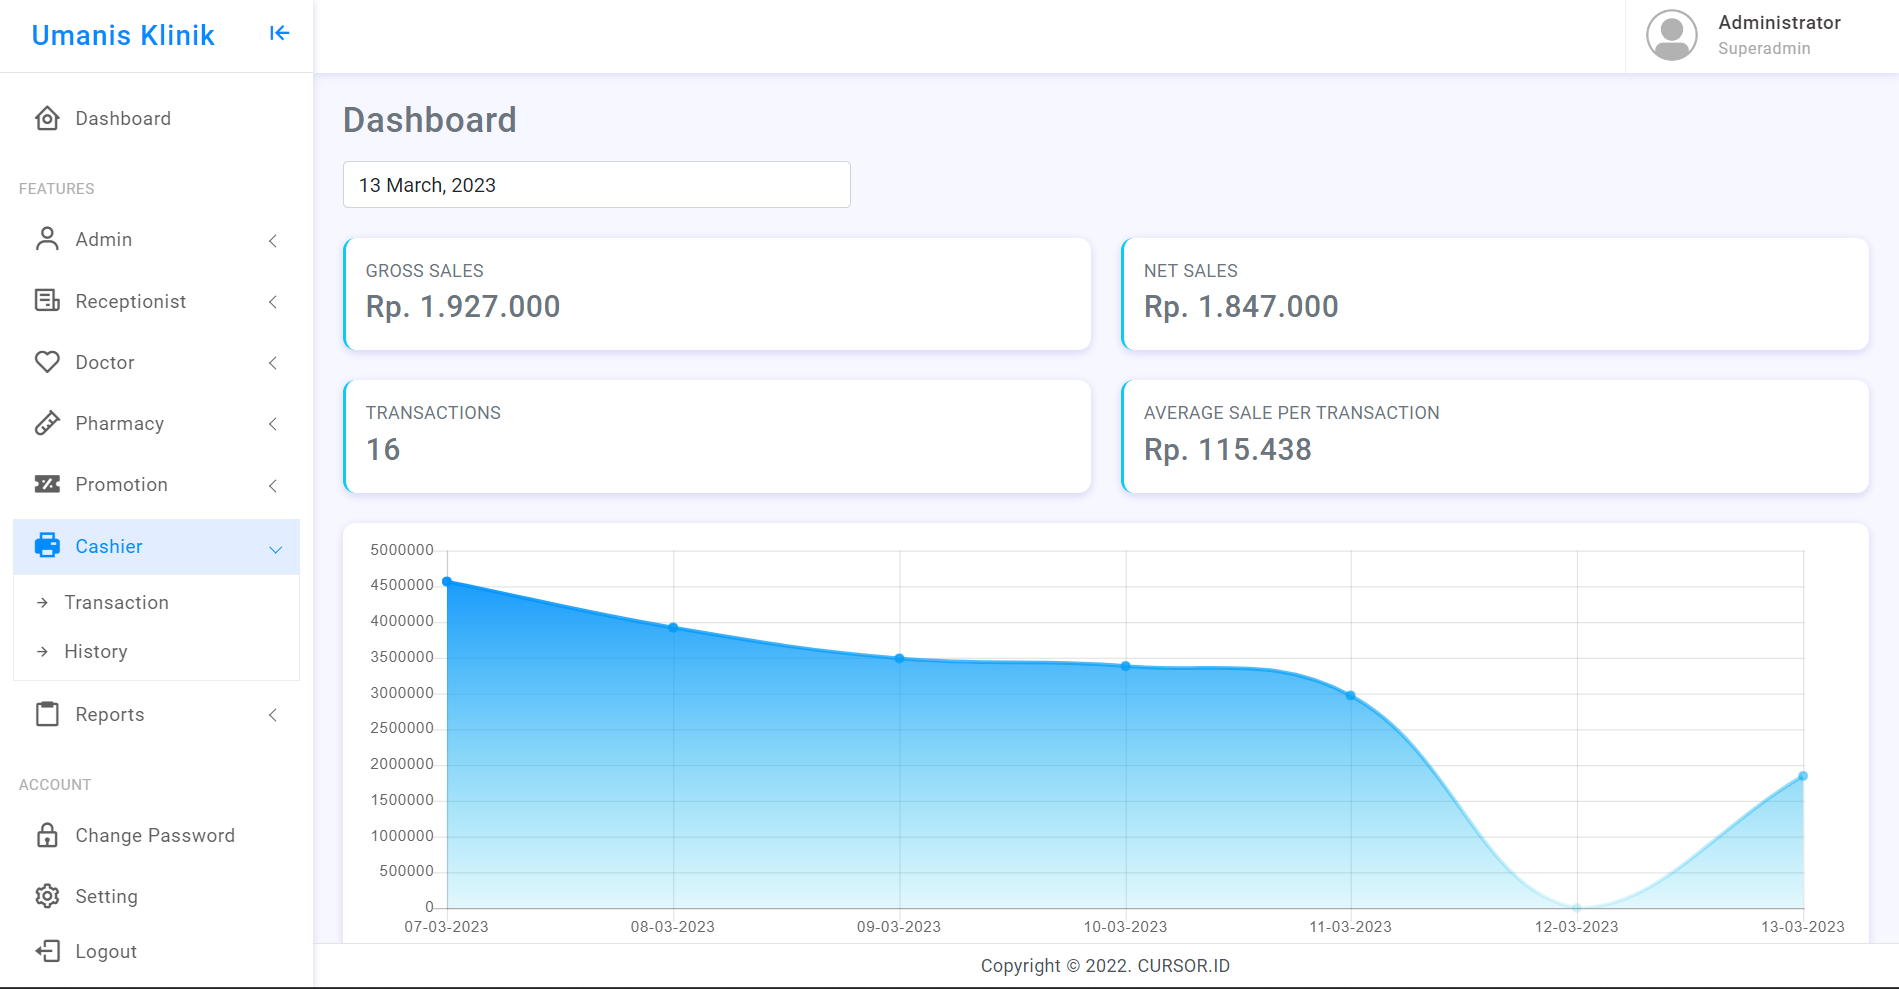 Umanis Klinik
Administrator
Superadmin
Dashboard
FEATURES
Admin
Receptionist
Doctor
Pharmacy
Promotion
Cashier
Transaction
History
Reports
ACCOUNT
Change Password
Setting
Logout
Dashboard
13 March, 2023
GROSS SALES
Rp. 1.927.000
NET SALES
Rp. 1.847.000
TRANSACTIONS
16
AVERAGE SALE PER TRANSACTION
Rp. 115.438
5000000
4500000
4000000
3500000
3000000
2500000
2000000
1500000
1000000
500000
0
07-03-2023 08-03-2023 09-03-2023 10-03-2023 11-03-2023 12-03-2023 13-03-2023
Copyright © 2022. CURSOR.ID